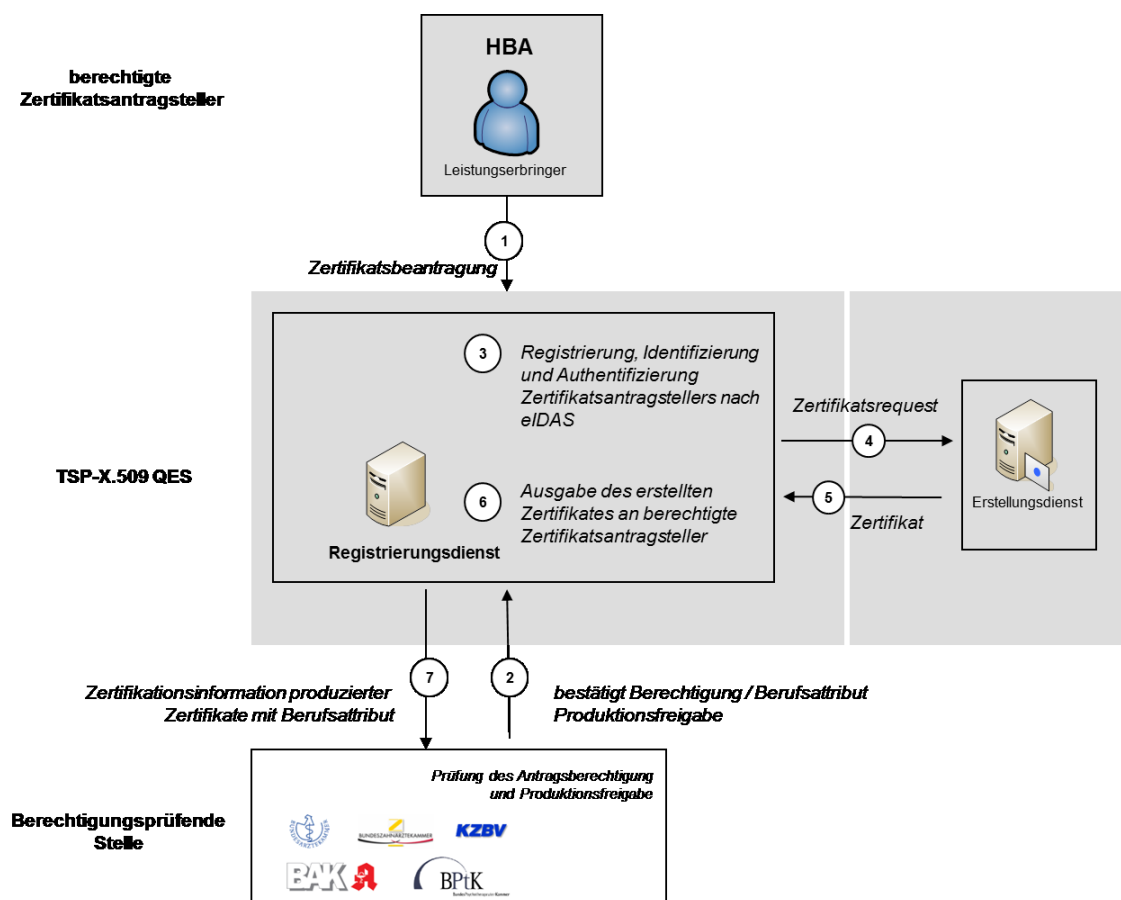 HBA
berechtigte
Zertifikatsantragsteller
Leistungserbringer
1
Zertifikatsbeantragung
3
Registrierung, Identifizierung
und Authentifizierung
Zertifikatsantragstellers nach
eIDAS
Zertifikatsrequest
4
TSP-X.509 QES
6
Ausgabe des erstellten
Zertifikates an berechtigte
Zertifikatsantragsteller
5
Zertifikat
Erstellungsdienst
Registrierungsdienst
7
2
Zertifikationsinformation produzierter
Zertifikate mit Berufsattribut
bestätigt Berechtigung / Berufsattribut
Produktionsfreigabe
Prüfung des Antragsberechtigung
und Produktionsfreigabe
Berechtigungsprüfende
Stelle
BUNDESÄRZTEKAMMER
BUNDESZAHNÄRZTEKAMMER
KZBV
BAK
BPtK
BundesPsychotherapeutenKammer